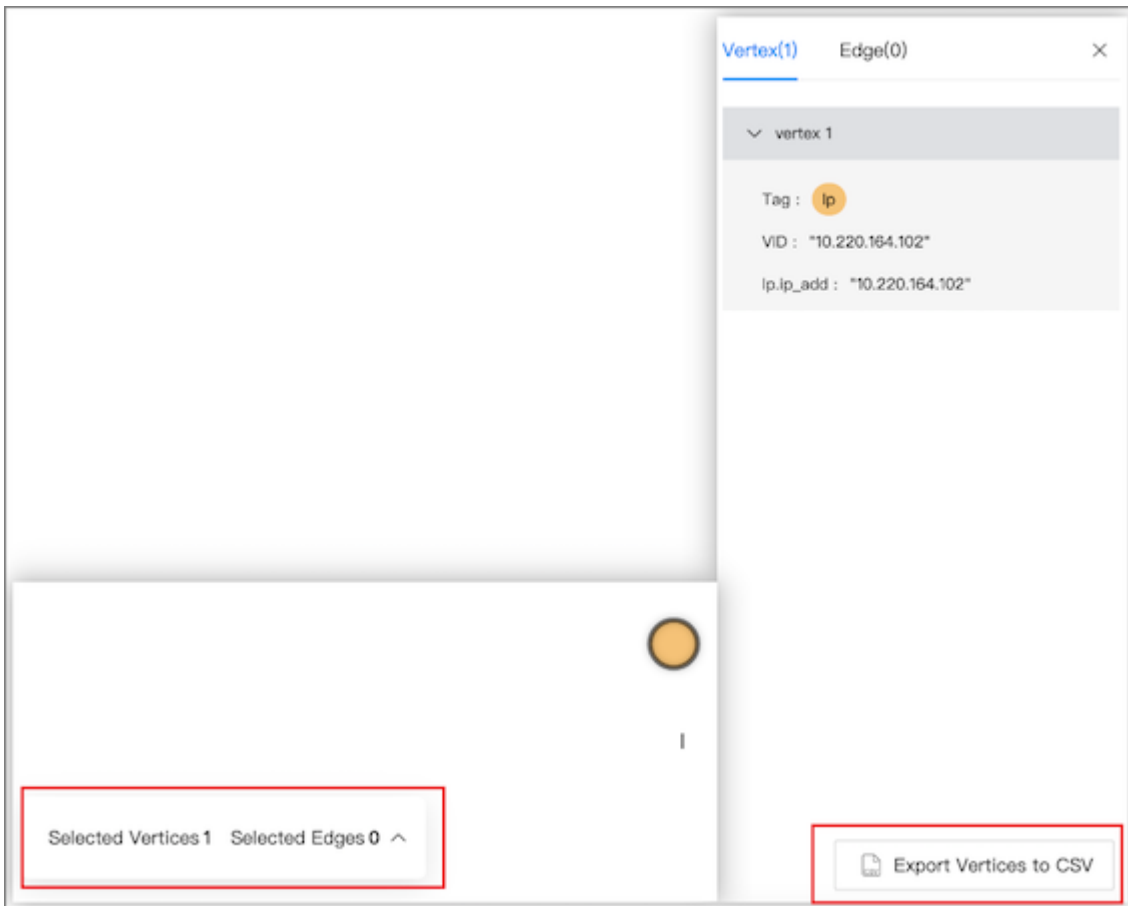 Vertex(1) Edge(0)
vertex 1
Tag : Ip
VID : "10.220.164.102"
Ip.ip_add : "10.220.164.102"
Selected Vertices 1 Selected Edges 0
Export Vertices to CSV